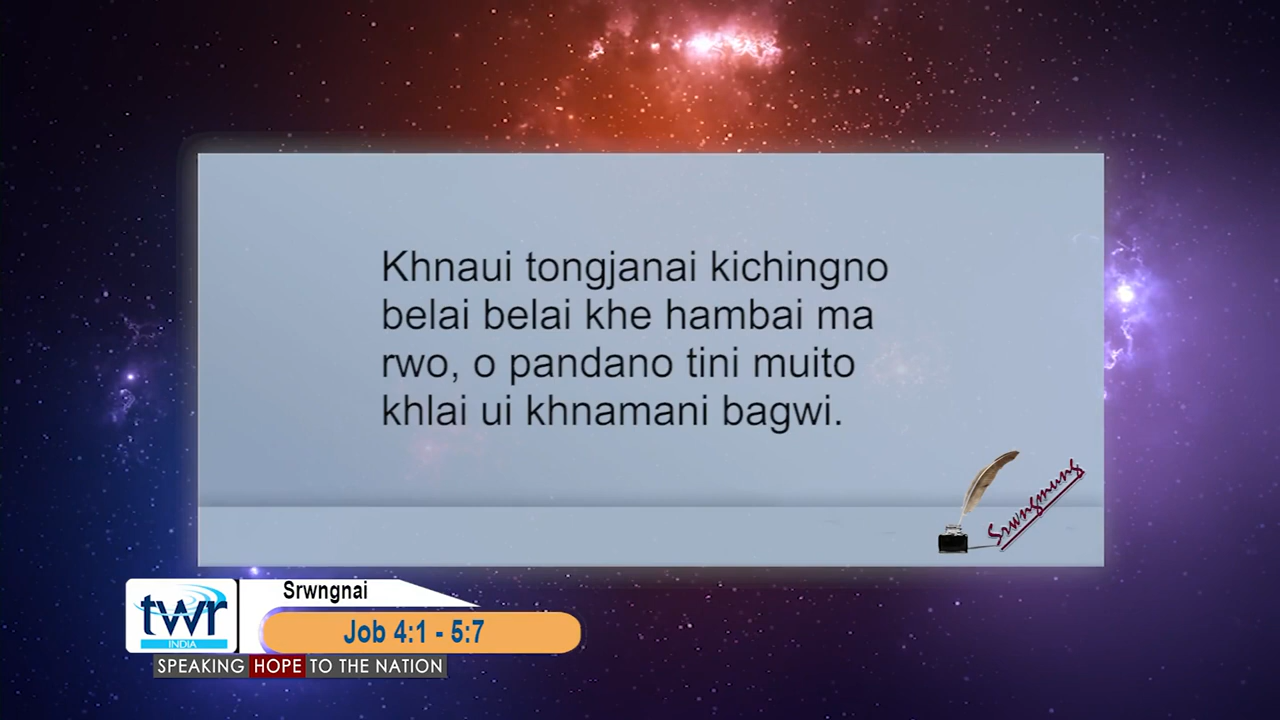 Khnaui tongjanai kichingno
belai belai khe hambai ma
rwo, o pandano tini muito
khlai ui khnamani bagwi.
Srwngmung
twr
INDIA
Srwngnai
Job 4:1 - 5:7
SPEAKING HOPE TO THE NATION